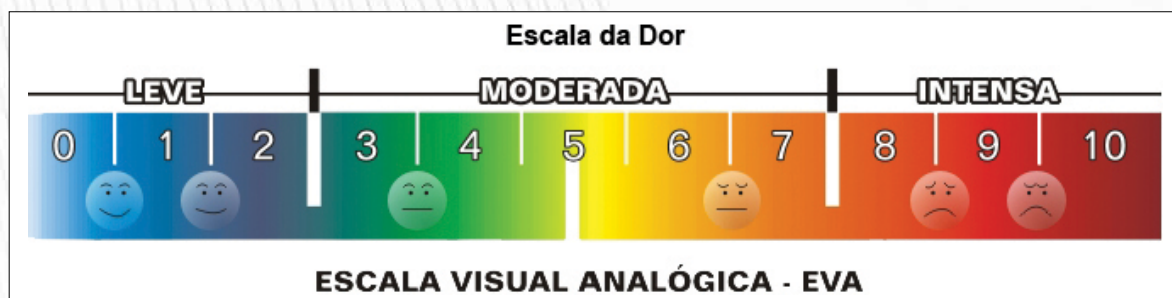 Escala da Dor
LEVE MODERADA INTENSA
0 1 2 3 4 5 6 7 8 9 10
ESCALA VISUAL ANALÓGICA - EVA